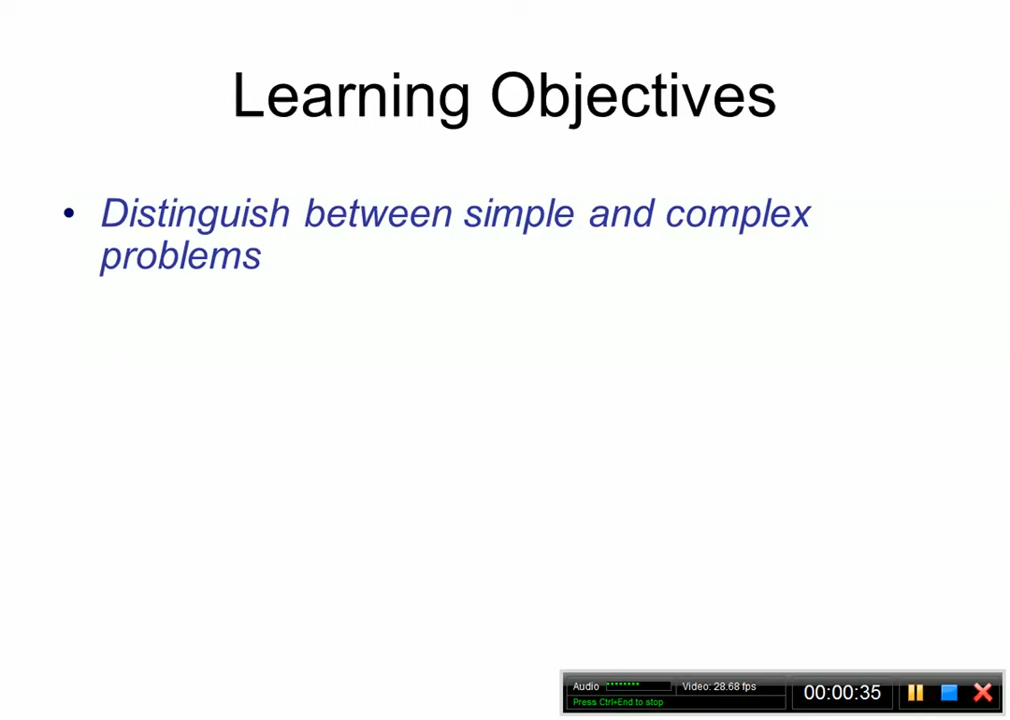 Learning Objectives
• Distinguish between simple and complex
problems
Audio
Video: 28.68 fps
Press Ctrl+End to stop
00:00:35